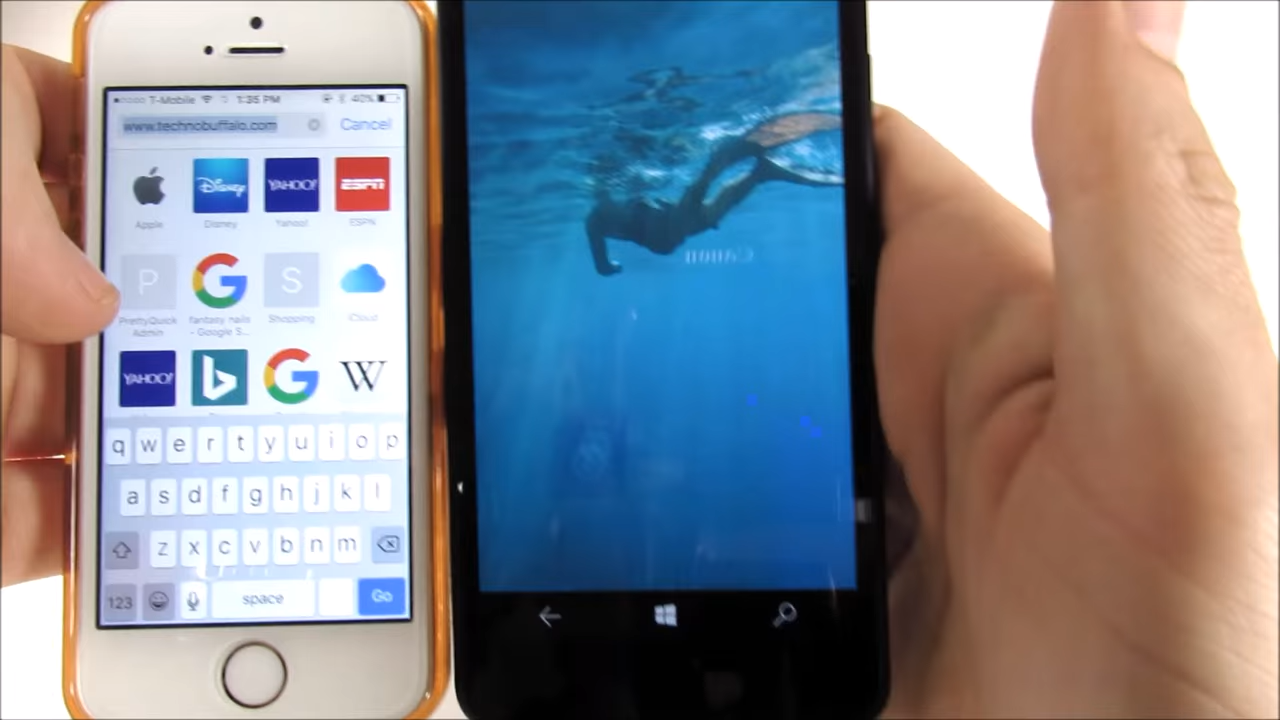 T-Mobile 1:35 PM 40%
www.technobuffalo.com Cancel
Disney YAHOO! ESPN
Apple Disney Yahoo! ESPN
P G S
PrettyQuick fantasy nails Shopping iCloud
Admin - Google S...
YAHOO! b G W
q w e r t y u i o p
a s d f g h j k l
z x c v b n m
123 space Go
Canon